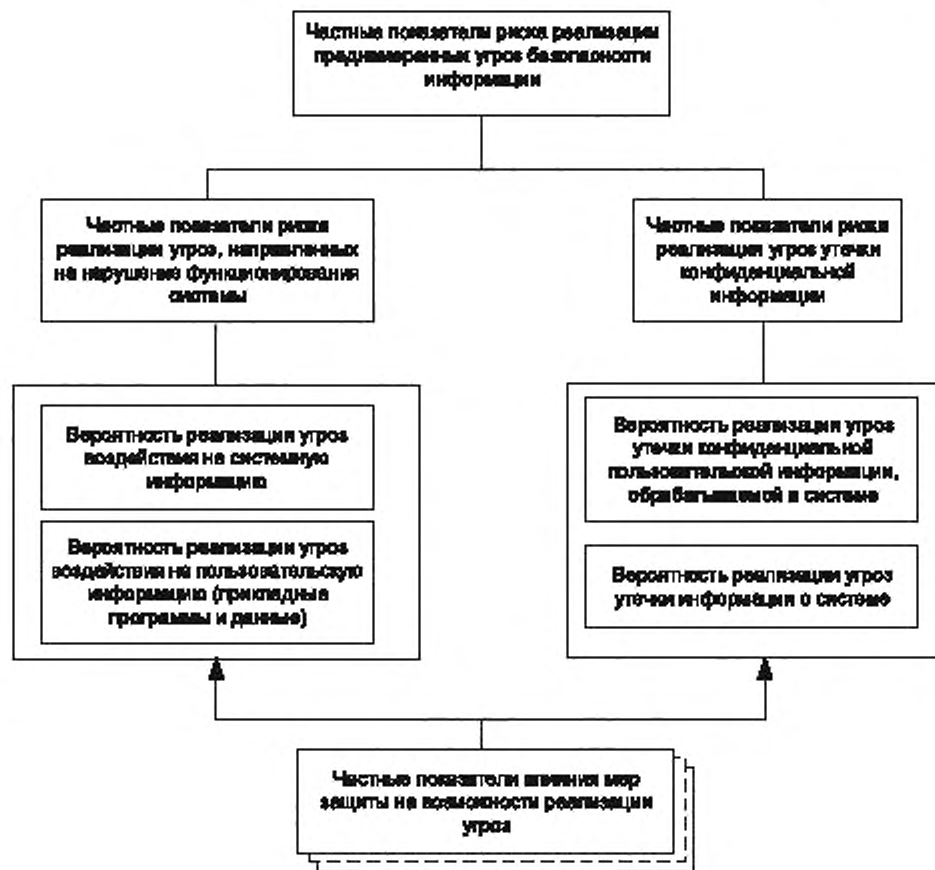 Частные показатели риска реализации
преднамеренных угроз безопасности
информации
Частные показатели риска
реализации угроз, направленных
на нарушение функционирования
системы
Частные показатели риска
реализации угроз утечки
конфиденциальной
информации
Вероятность реализации угроз
воздействия на системную
информацию
Вероятность реализации угроз
воздействия на пользовательскую
информацию (прикладные
программы и данные)
Вероятность реализации угроз
утечки конфиденциальной
пользовательской информации,
обрабатываемой в системе
Вероятность реализации угроз
утечки информации о системе
Частные показатели влияния мер
защиты на возможности реализации
угроз